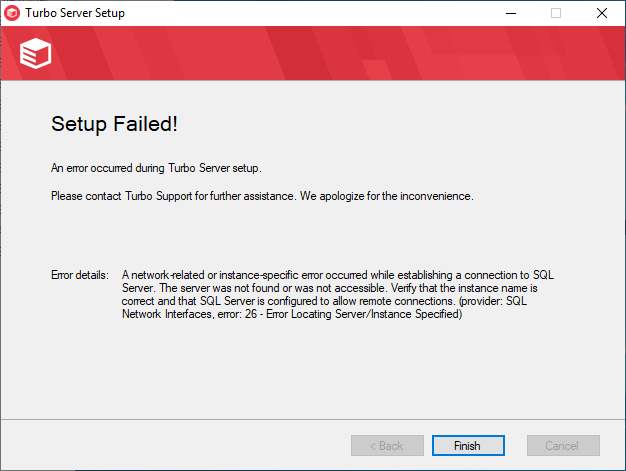 Turbo Server Setup
Setup Failed!
An error occurred during Turbo Server setup.
Please contact Turbo Support for further assistance. We apologize for the inconvenience.
Error details:
A network-related or instance-specific error occurred while establishing a connection to SQL
Server. The server was not found or was not accessible. Verify that the instance name is
correct and that SQL Server is configured to allow remote connections. (provider: SQL
Network Interfaces, error: 26 - Error Locating Server/Instance Specified)
< Back
Finish
Cancel